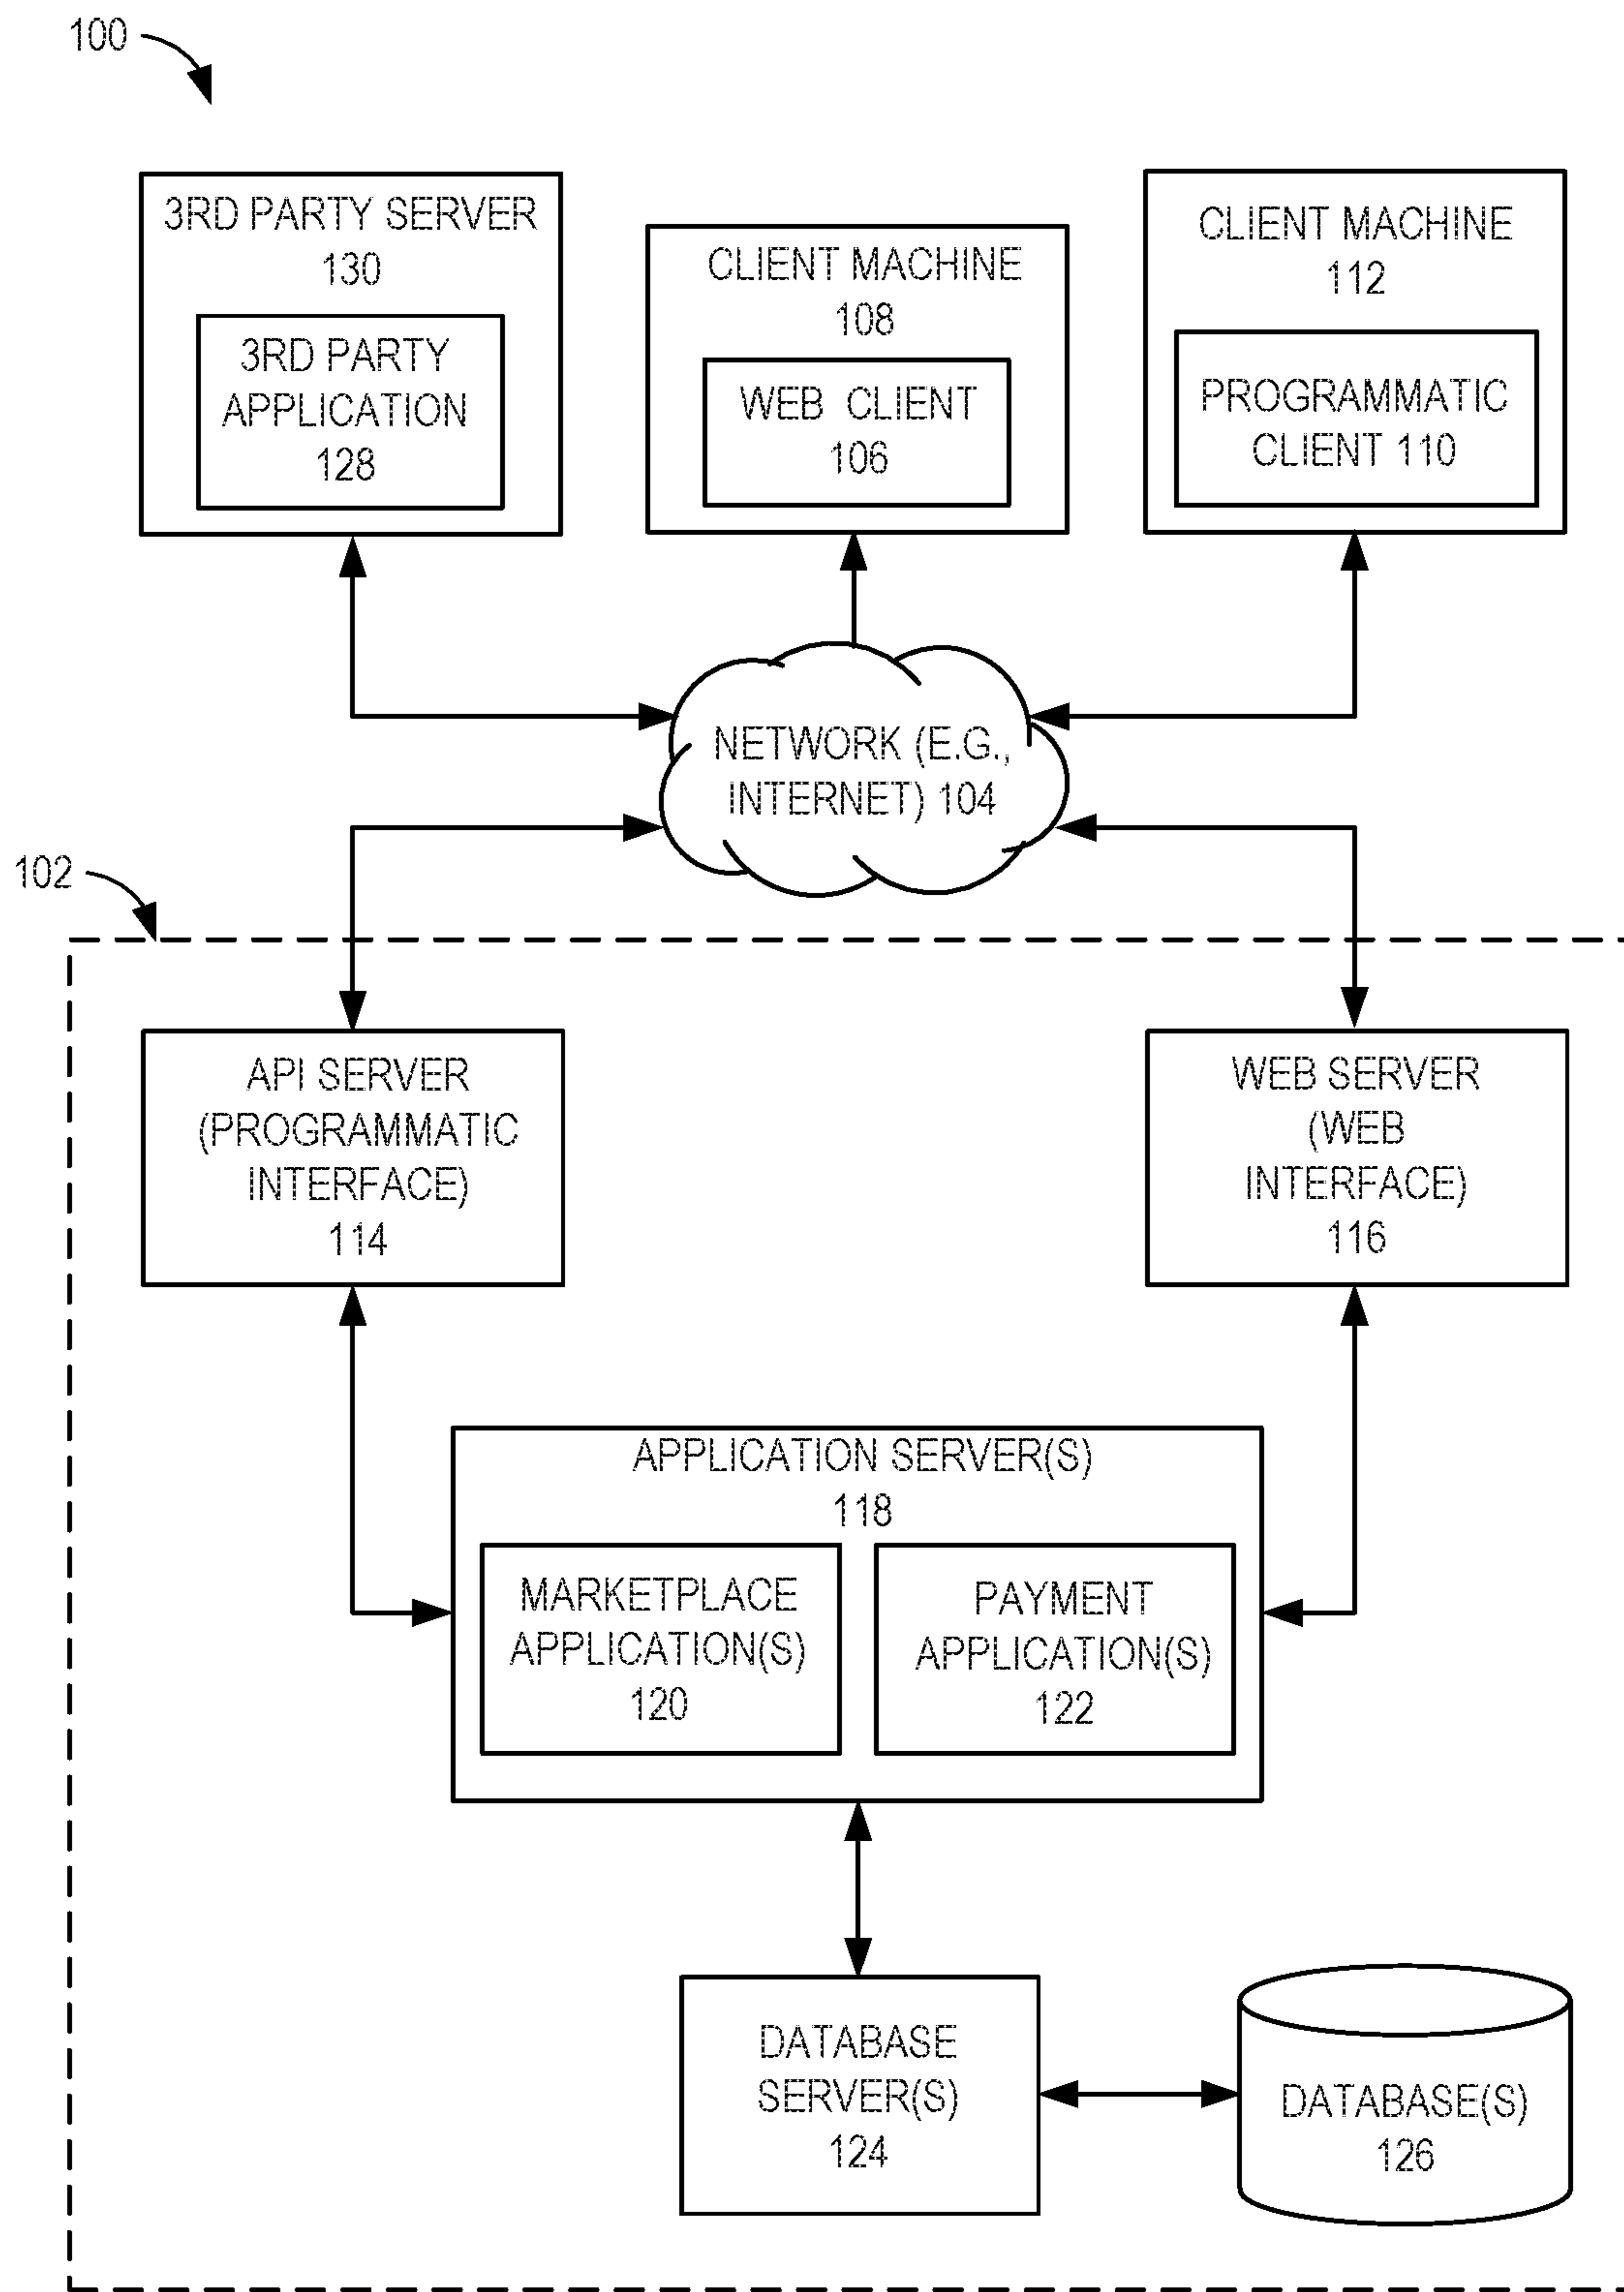 100
3RD PARTY SERVER
130
3RD PARTY
APPLICATION
128
CLIENT MACHINE
108
WEB CLIENT
106
CLIENT MACHINE
112
PROGRAMMATIC
CLIENT 110
NETWORK (E.G.,
INTERNET) 104
102
API SERVER
(PROGRAMMATIC
INTERFACE)
114
WEB SERVER
(WEB
INTERFACE)
116
APPLICATION SERVER(S)
118
MARKETPLACE
APPLICATION(S)
120
PAYMENT
APPLICATION(S)
122
DATABASE
SERVER(S)
124
DATABASE(S)
126